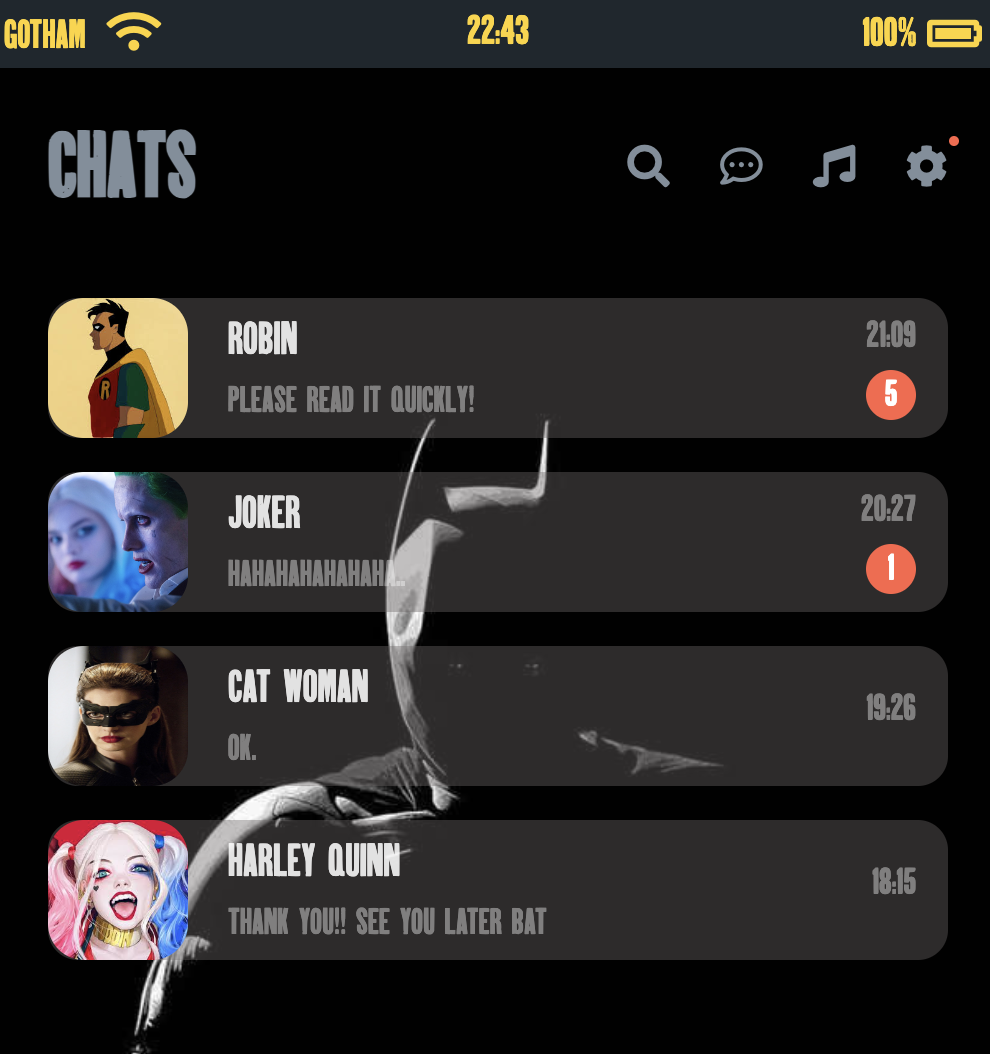 GOTHAM 22:43 100%
CHATS
ROBIN 21:09
PLEASE READ IT QUICKLY! 5
R
JOKER 20:27
HAHAHAHAHAHAHA... 1
CAT WOMAN 19:26
OK.
HARLEY QUINN 18:15
THANK YOU!! SEE YOU LATER BAT